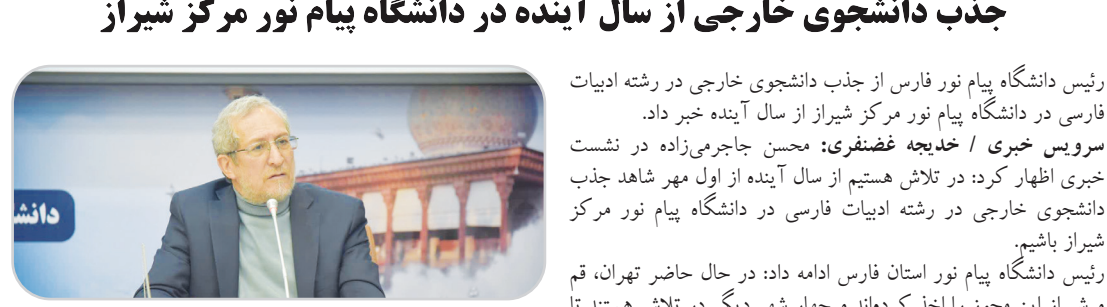 جذب دانشجوی خارجی از سال آینده در دانشگاه پیام نور مرکز شیراز
رئیس دانشگاه پیام نور فارس از جذب دانشجوی خارجی در رشته ادبیات
فارسی در دانشگاه پیام نور مرکز شیراز از سال آینده خبر داد.
سرویس خبری / خدیجه غضنفری: محسن جاجرمی‌زاده در نشست
خبری اظهار کرد: در تلاش هستیم از سال آینده از اول مهر شاهد جذب
دانشجوی خارجی در رشته ادبیات فارسی در دانشگاه پیام نور مرکز
شیراز باشیم.
رئیس دانشگاه پیام نور استان فارس ادامه داد: در حال حاضر تهران، قم